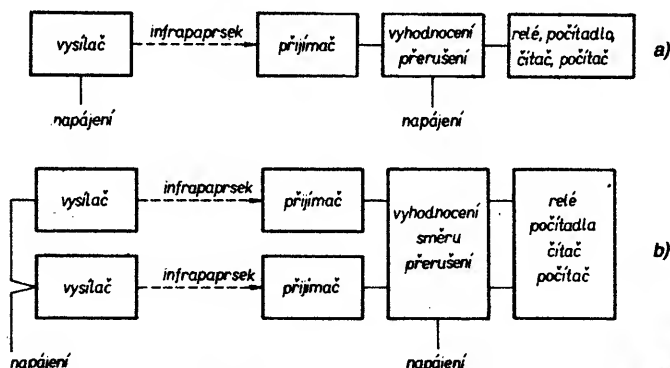 vysílač
infrapaprsek
přijímač
vyhodnocení
přerušení
relé, počítadlo,
čítač, počítač
a)
napájení
napájení
vysílač
infrapaprsek
přijímač
vyhodnocení
směru
přerušení
relé
počítadla
čítač
počítač
b)
vysílač
infrapaprsek
přijímač
napájení
napájení